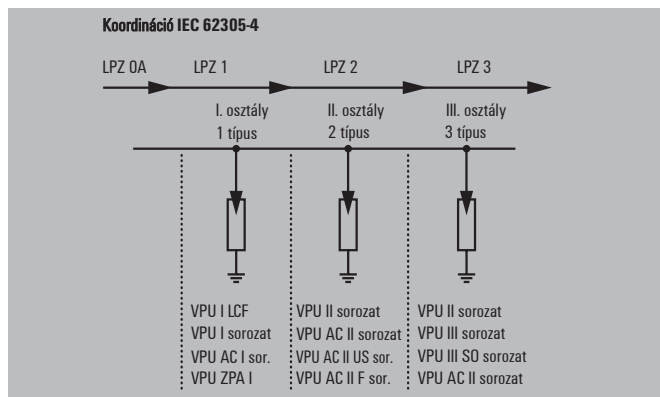 Koordináció IEC 62305-4
LPZ 0A LPZ 1 LPZ 2 LPZ 3
I. osztály II. osztály III. osztály
1 típus 2 típus 3 típus
VPU I LCF VPU II sorozat VPU II sorozat
VPU I sorozat VPU AC II sorozat VPU III sorozat
VPU AC I sor. VPU AC II US sor. VPU III SO sorozat
VPU ZPA I VPU AC II F sor. VPU AC II sorozat